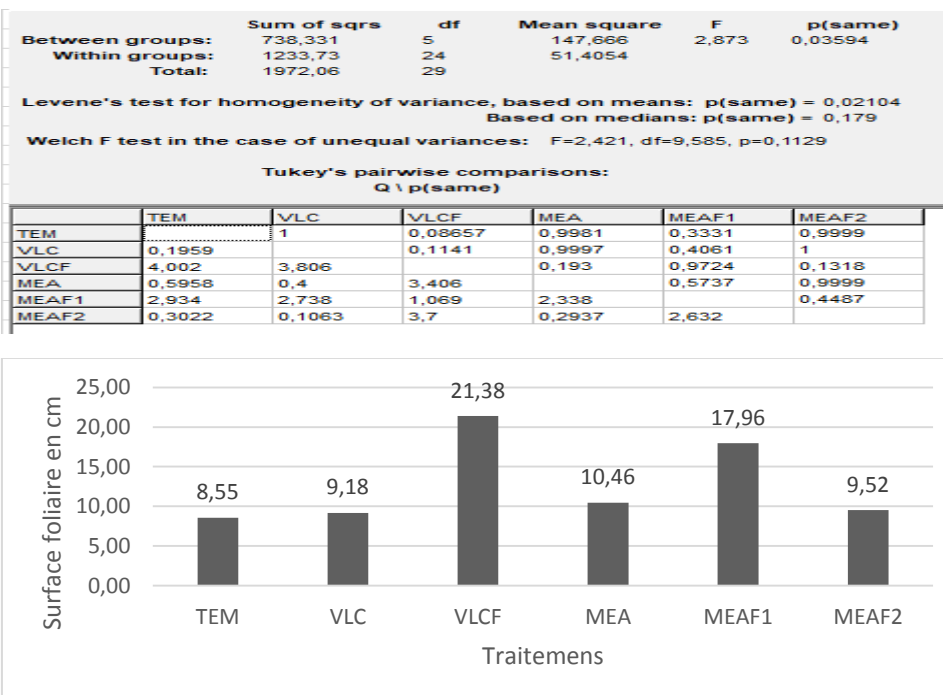 Sum of sqrs df Mean square F p(same)
Between groups: 738,331 5 147,666 2,873 0,03594
Within groups: 1233,73 24 51,4054
Total: 1972,06 29
Levene's test for homogeneity of variance, based on means: p(same) = 0,02104
Based on medians: p(same) = 0,179
Welch F test in the case of unequal variances: F=2,421, df=9,585, p=0,1129
Tukey's pairwise comparisons:
Q \ p(same)
TEM VLC VLCF MEA MEAF1 MEAF2
TEM 1 0,08657 0,9981 0,3331 0,9999
VLC 0,1959 0,1141 0,9997 0,4061 1
VLCF 4,002 3,806 0,193 0,9724 0,1318
MEA 0,5958 0,4 3,406 0,5737 0,9999
MEAF1 2,934 2,738 1,069 2,338 0,4487
MEAF2 0,3022 0,1063 3,7 0,2937 2,632
Surface foliaire en cm
25,00
20,00
15,00
10,00
5,00
0,00
8,55 9,18 21,38 10,46 17,96 9,52
TEM VLC VLCF MEA MEAF1 MEAF2
Traitemens